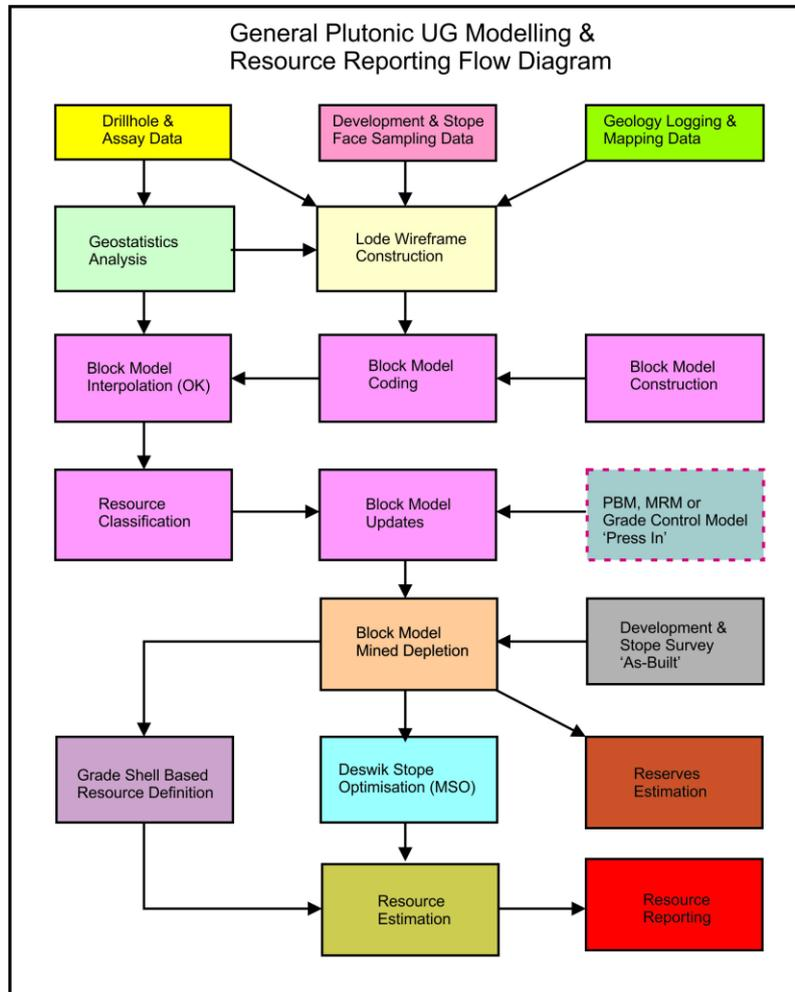 General Plutonic UG Modelling &
Resource Reporting Flow Diagram
Drillhole &
Assay Data
Development & Stope
Face Sampling Data
Geology Logging &
Mapping Data
Geostatistics
Analysis
Lode Wireframe
Construction
Block Model
Interpolation (OK)
Block Model
Coding
Block Model
Construction
Resource
Classification
Block Model
Updates
PBM, MRM or
Grade Control Model
‘Press In’
Block Model
Mined Depletion
Development &
Stope Survey
‘As-Built’
Grade Shell Based
Resource Definition
Deswik Stope
Optimisation (MSO)
Reserves
Estimation
Resource
Estimation
Resource
Reporting